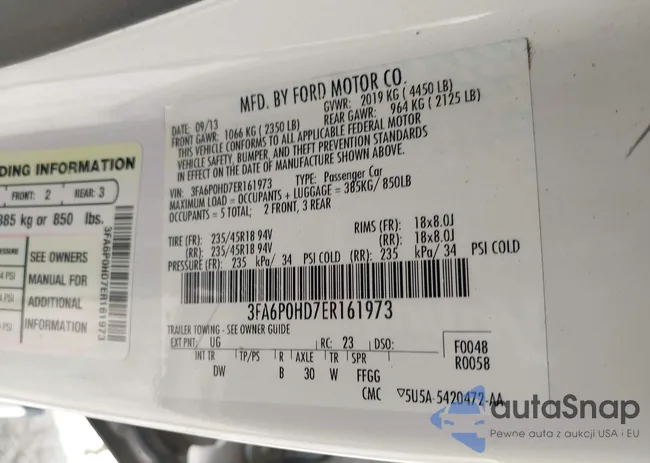 MFD. BY FORD MOTOR CO.
DATE: 09/13 GVWR: 2019 KG ( 4450 LB)
FRONT GAWR: 1066 KG ( 2350 LB) REAR GAWR: 964 KG ( 2125 LB)
THIS VEHICLE CONFORMS TO ALL APPLICABLE FEDERAL MOTOR
VEHICLE SAFETY, BUMPER, AND THEFT PREVENTION STANDARDS
IN EFFECT ON THE DATE OF MANUFACTURE SHOWN ABOVE.
VIN: 3FA6P0HD7ER161973 TYPE: Passenger Car
MAXIMUM LOAD = OCCUPANTS + LUGGAGE = 385KG/ 850LB
OCCUPANTS = 5 TOTAL; 2 FRONT, 3 REAR
TIRE (FR): 235/45R18 94V RIMS (FR): 18x8.0J
(RR): 235/45R18 94V (RR): 18x8.0J
PRESSURE (FR): 235 kPa/ 34 PSI COLD (RR): 235 kPa/ 34 PSI COLD
3FA6P0HD7ER161973
TRAILER TOWING - SEE OWNER GUIDE
EXT PNT: UG RC: 23 DSO: F0048
R0058
INT TR TP/PS R AXLE TR SPR
DW B 30 W FFGG
CMC ▽5U5A-5420472-AA
DING INFORMATION
FRONT: 2 REAR: 3
385 kg or 850 lbs.
SEE OWNERS
MANUAL FOR
ADDITIONAL
INFORMATION
3FA6P0HD7ER161973
autaSnap
Pewne auta z aukcji USA i EU